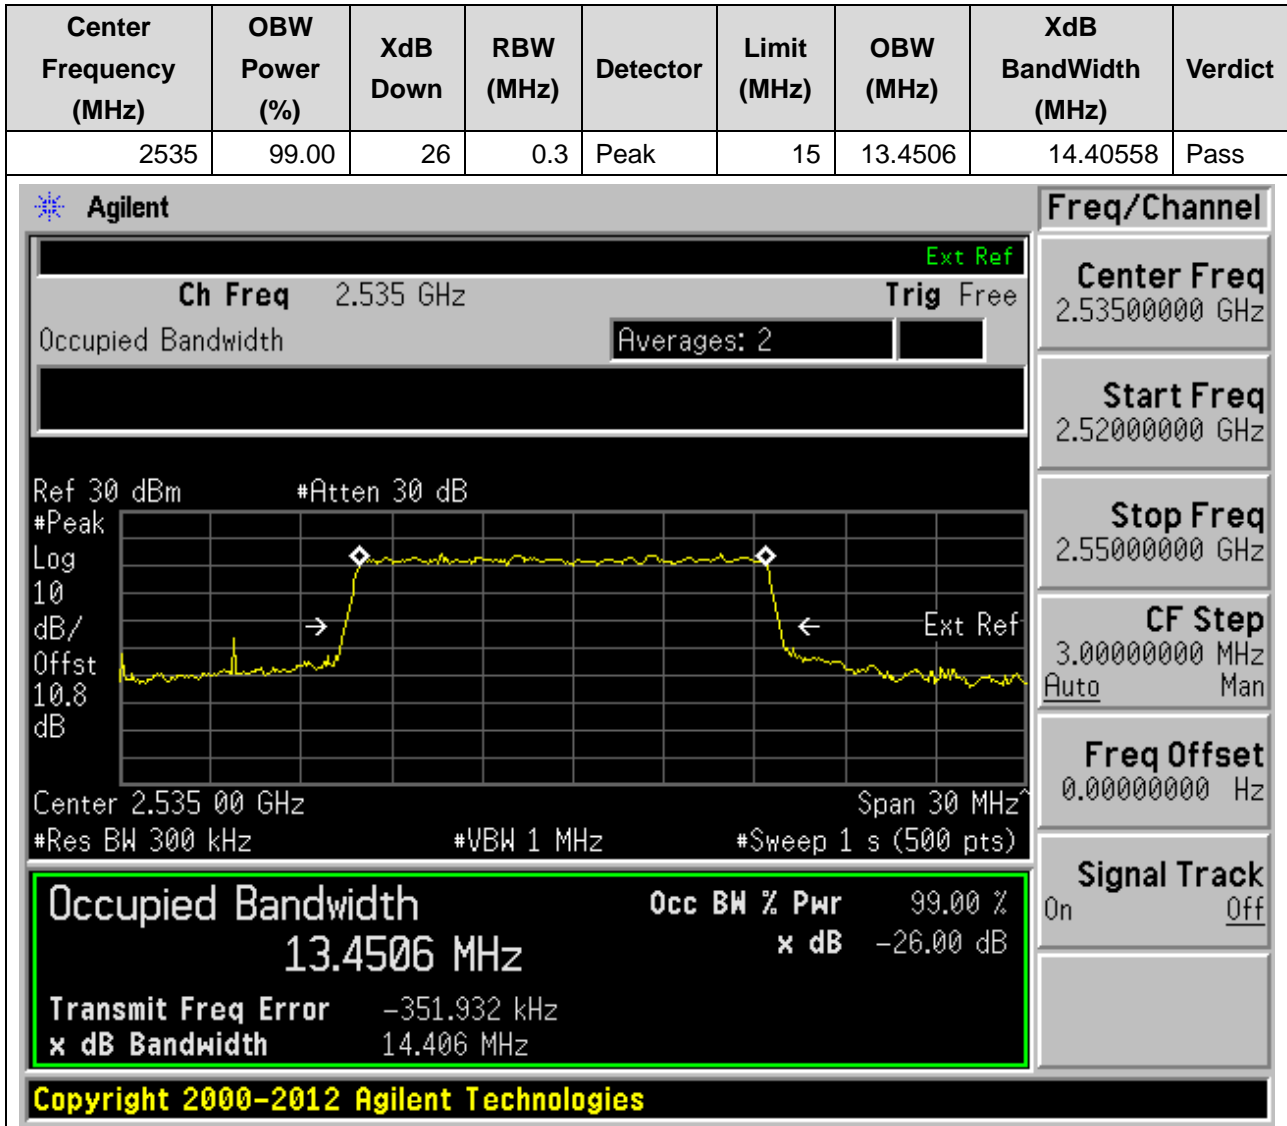 Center Frequency (MHz) OBW Power (%) XdB Down RBW (MHz) Detector Limit (MHz) OBW (MHz) XdB BandWidth (MHz) Verdict
2535 99.00 26 0.3 Peak 15 13.4506 14.40558 Pass
Agilent
Freq/Channel
Ext Ref
Ch Freq 2.535 GHz Trig Free
Occupied Bandwidth Averages: 2
Center Freq
2.53500000 GHz
Start Freq
2.52000000 GHz
Stop Freq
2.55000000 GHz
CF Step
3.00000000 MHz
Auto Man
Freq Offset
0.00000000 Hz
Signal Track
On Off
Ref 30 dBm #Atten 30 dB
#Peak
Log
10
dB/
Offst
10.8
dB
Ext Ref
Center 2.535 00 GHz Span 30 MHz^
#Res BW 300 kHz #VBW 1 MHz #Sweep 1 s (500 pts)
Occupied Bandwidth
13.4506 MHz
Occ BW % Pwr 99.00 %
x dB -26.00 dB
Transmit Freq Error -351.932 kHz
x dB Bandwidth 14.406 MHz
Copyright 2000-2012 Agilent Technologies